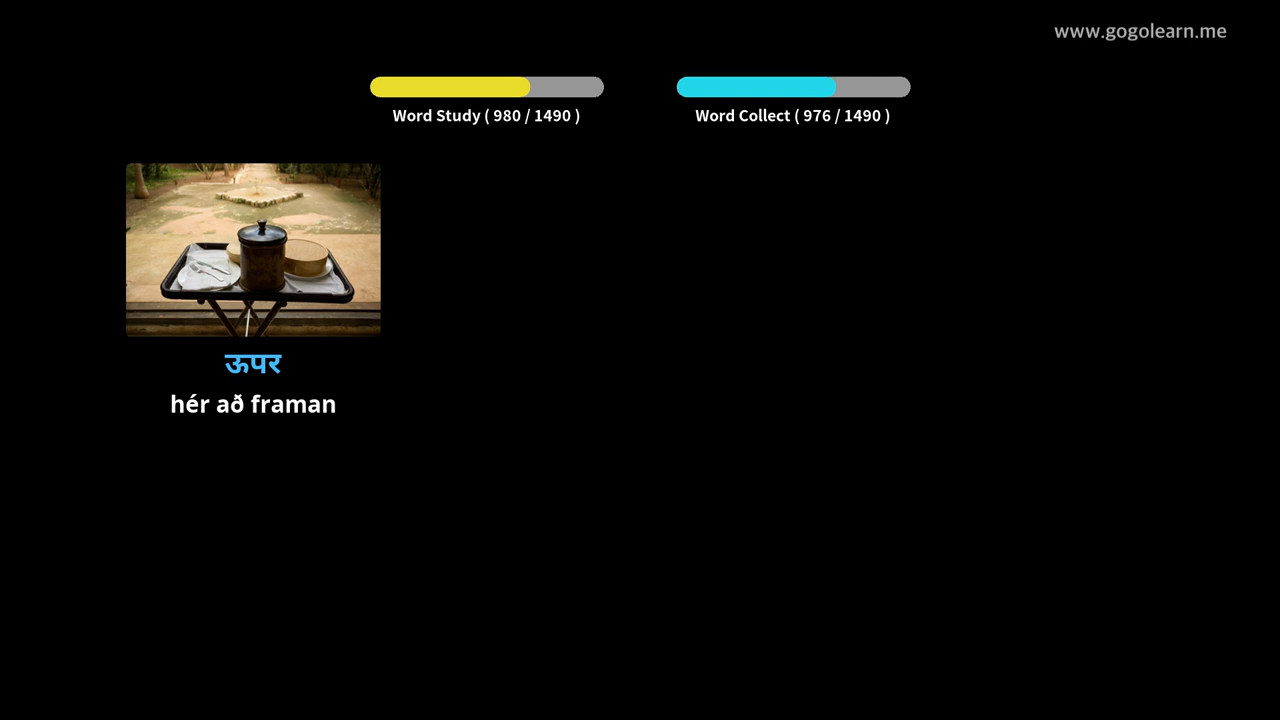 www.gogolearn.me
Word Study ( 980 / 1490 )
Word Collect ( 976 / 1490 )
ऊपर
hér að framan